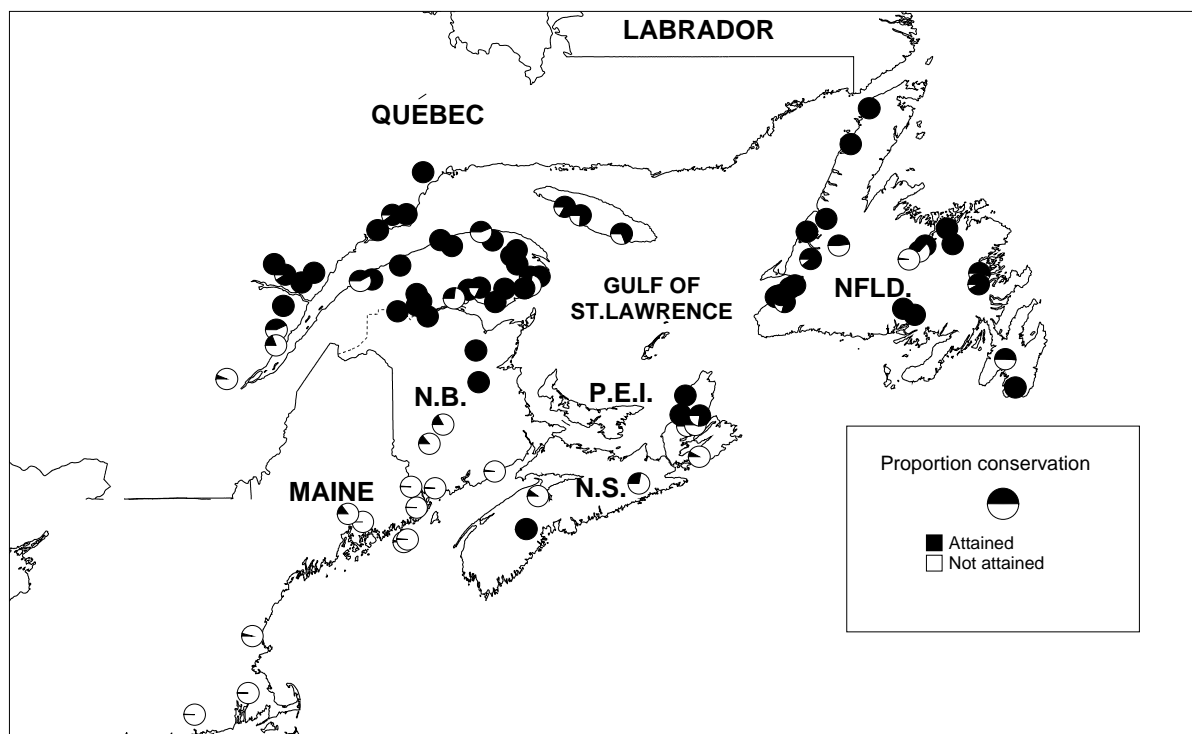 LABRADOR
QUÉBEC
GULF OF
ST.LAWRENCE
NFLD.
P.E.I.
N.B.
MAINE
N.S.
Proportion conservation
Attained
Not attained